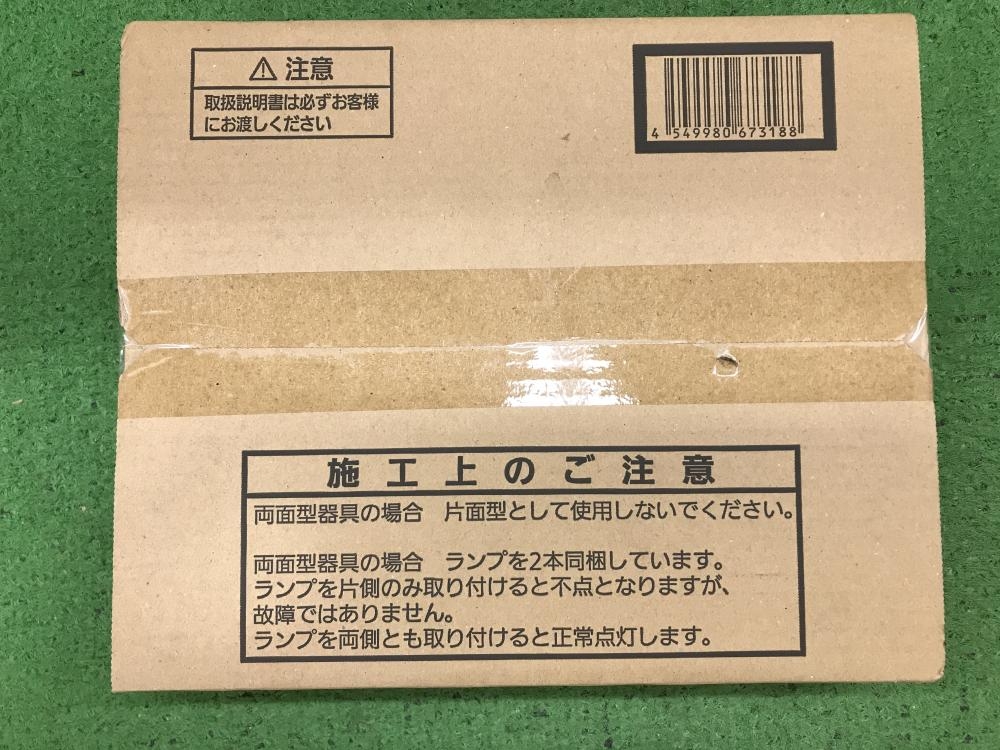 ⚠ 注意
取扱説明書は必ずお客様
にお渡しください
4 549980 673188
施工上のご注意
両面型器具の場合　片面型として使用しないでください。
両面型器具の場合　ランプを2本同梱しています。
ランプを片側のみ取り付けると不点となりますが、
故障ではありません。
ランプを両側とも取り付けると正常点灯します。